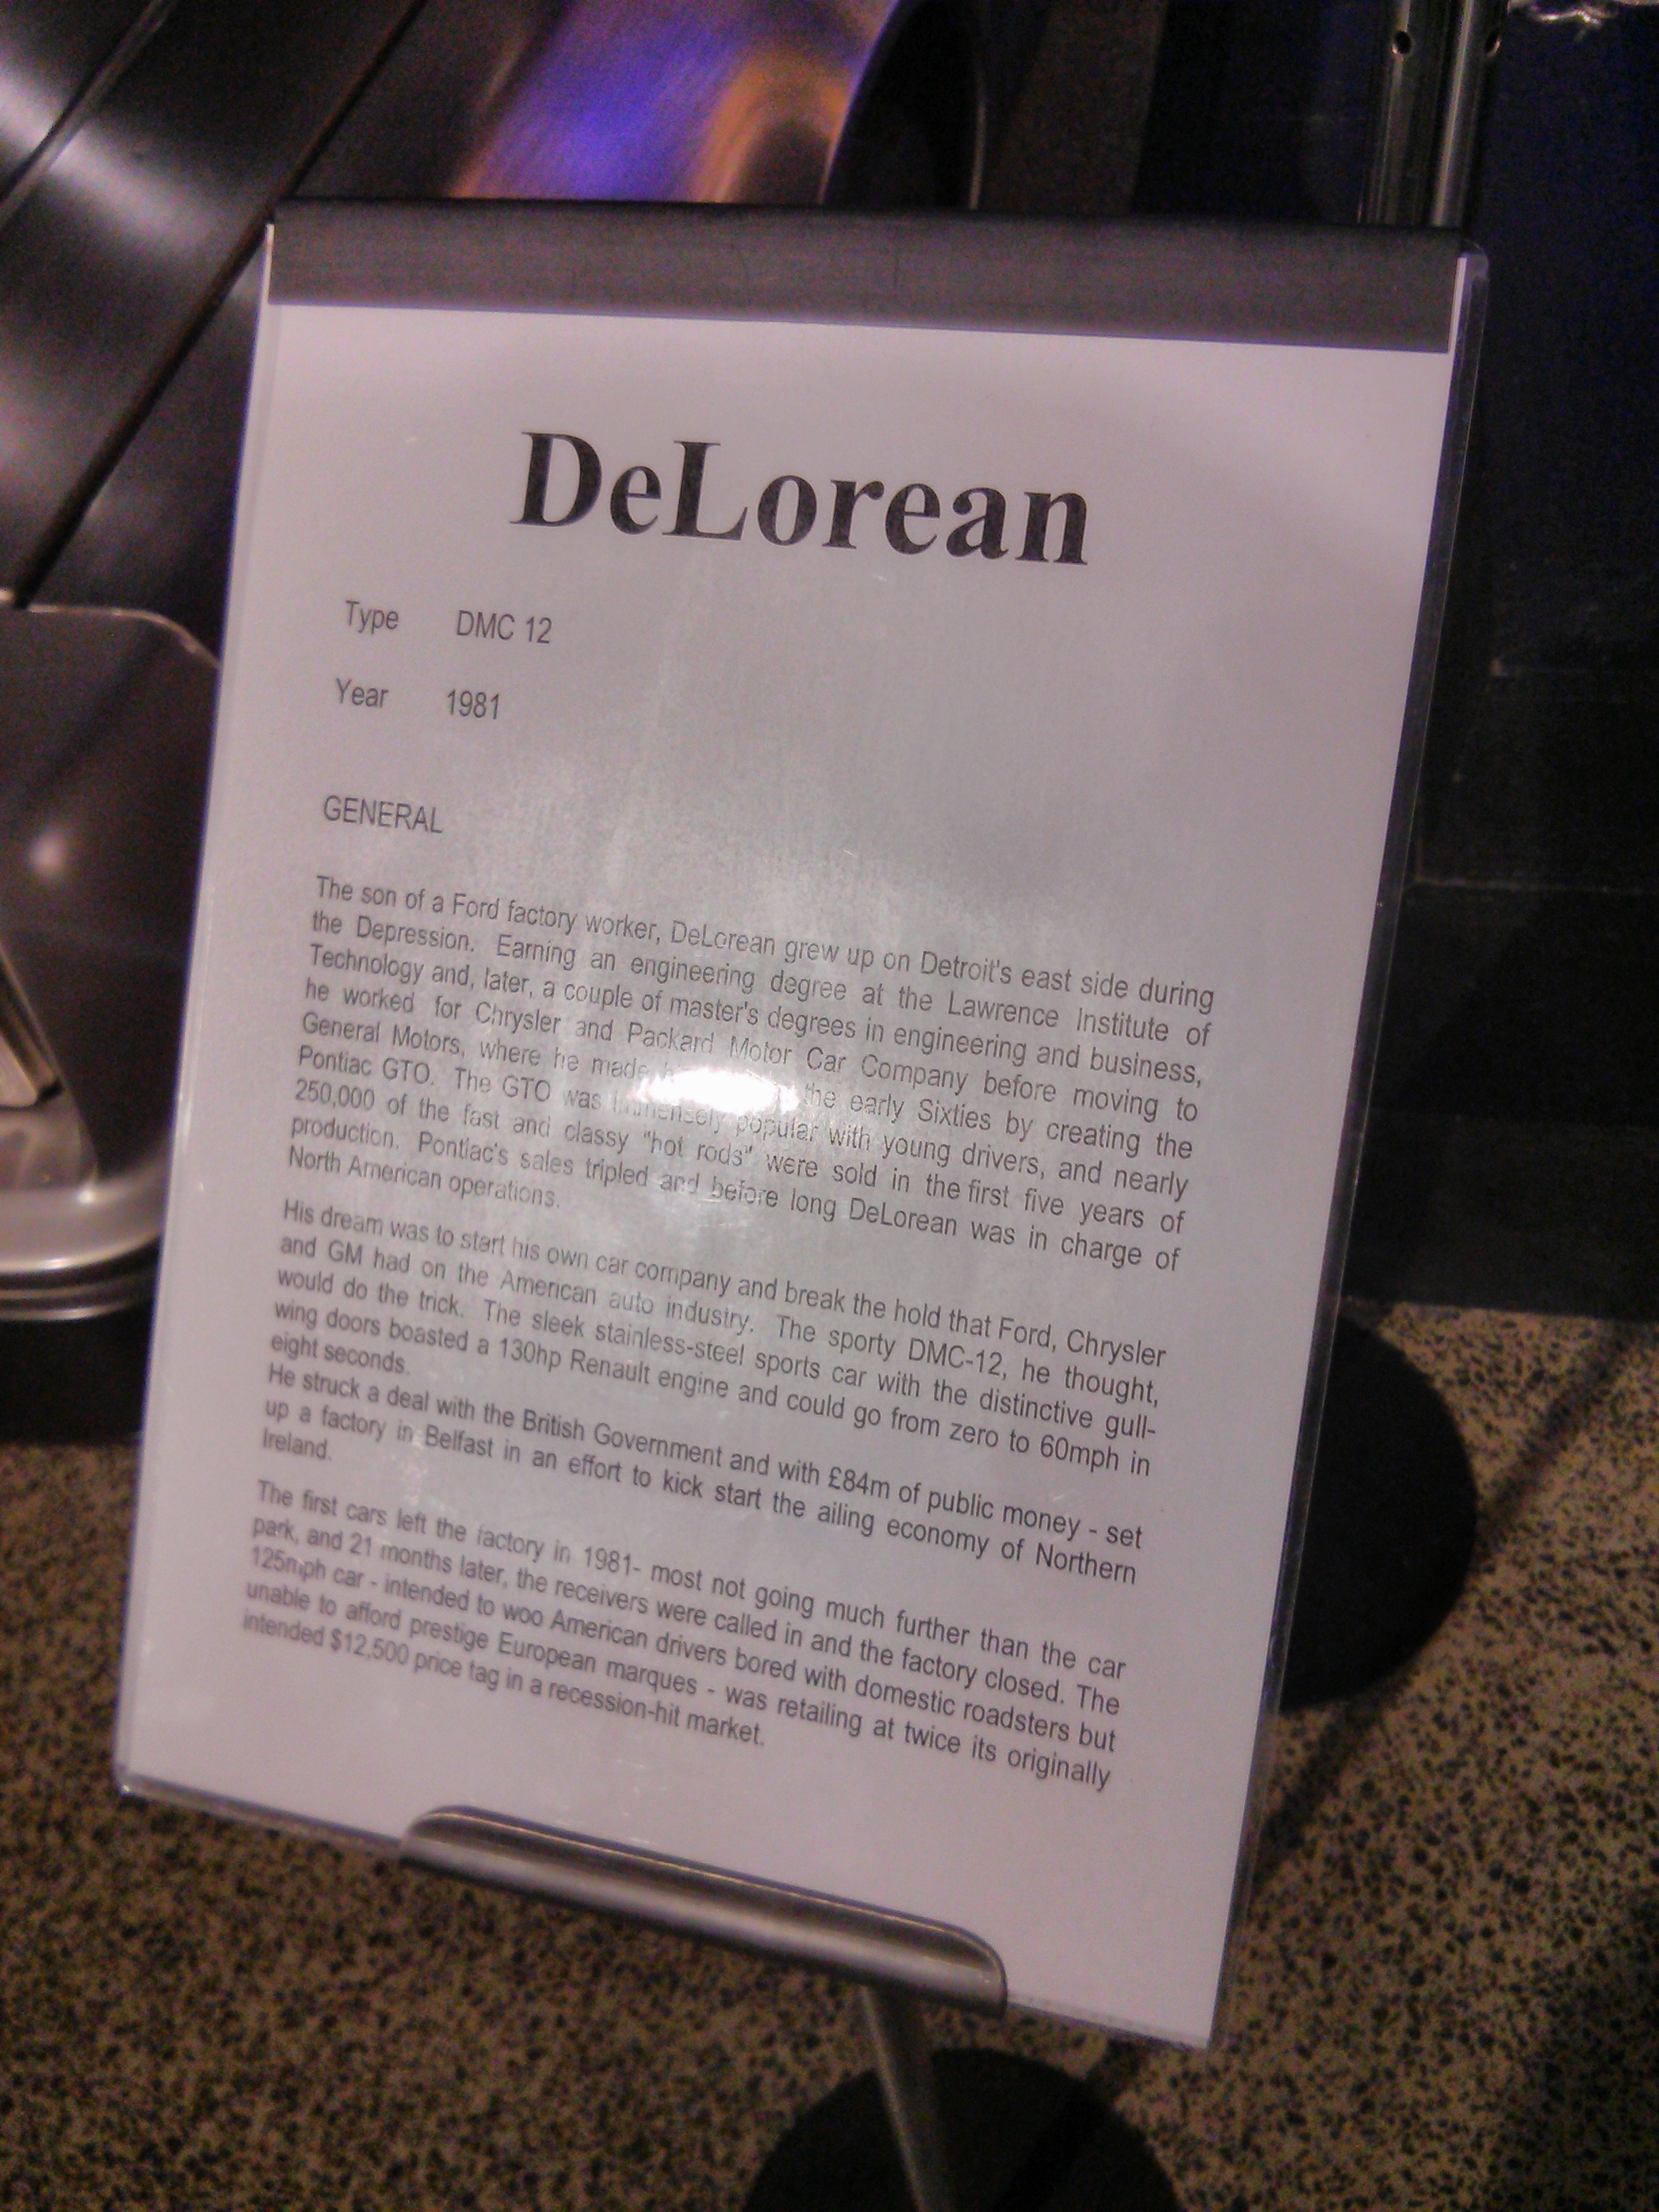 DeLorean
Type DMC 12
Year 1981
GENERAL
The son of a Ford factory worker, DeLorean grew up on Detroit's east side during
the Depression. Earning an engineering degree at the Lawrence Institute of
Technology and, later, a couple of master's degrees in engineering and business,
he worked for Chrysler and Packard Motor Car Company before moving to
General Motors, where he made the early Sixties by creating the
Pontiac GTO. The GTO was immensely popular with young drivers, and nearly
250,000 of the fast and classy "hot rods" were sold in the first five years of
production. Pontiac's sales tripled and before long DeLorean was in charge of
North American operations.
His dream was to start his own car company and break the hold that Ford, Chrysler
and GM had on the American auto industry. The sporty DMC-12, he thought,
would do the trick. The sleek stainless-steel sports car with the distinctive gull-
wing doors boasted a 130hp Renault engine and could go from zero to 60mph in
eight seconds.
He struck a deal with the British Government and with £84m of public money - set
up a factory in Belfast in an effort to kick start the ailing economy of Northern
Ireland.
The first cars left the factory in 1981- most not going much further than the car
park, and 21 months later, the receivers were called in and the factory closed. The
125mph car - intended to woo American drivers bored with domestic roadsters but
unable to afford prestige European marques - was retailing at twice its originally
intended $12,500 price tag in a recession-hit market.